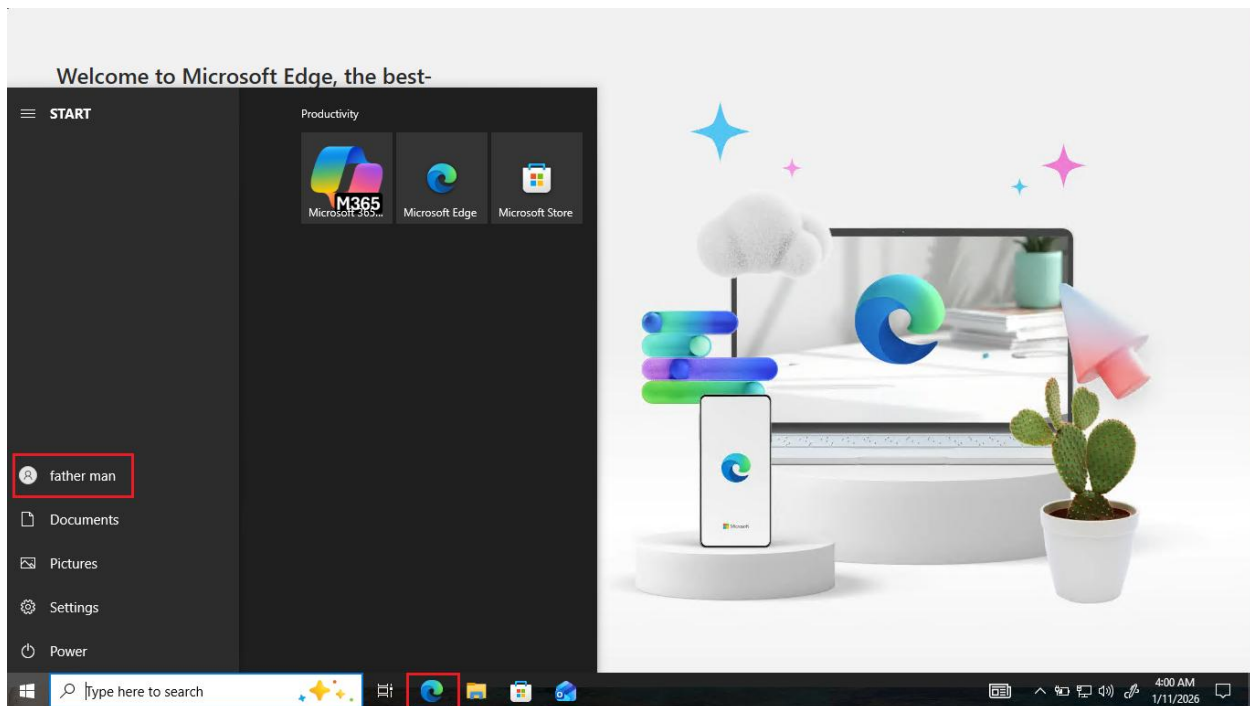 Welcome to Microsoft Edge, the best-
START
Productivity
M365
Microsoft 365...
Microsoft Edge
Microsoft Store
father man
Documents
Pictures
Settings
Power
Microsoft
Type here to search
4:00 AM
1/11/2026